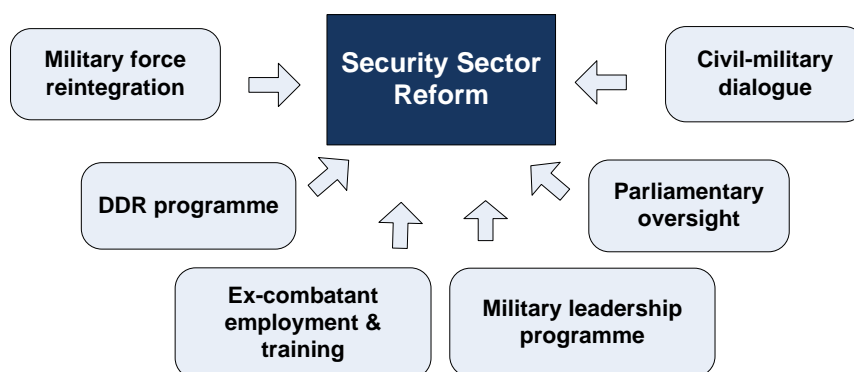 Military force
reintegration
Security Sector
Reform
Civil-military
dialogue
DDR programme
Parliamentary
oversight
Ex-combatant
employment &
training
Military leadership
programme